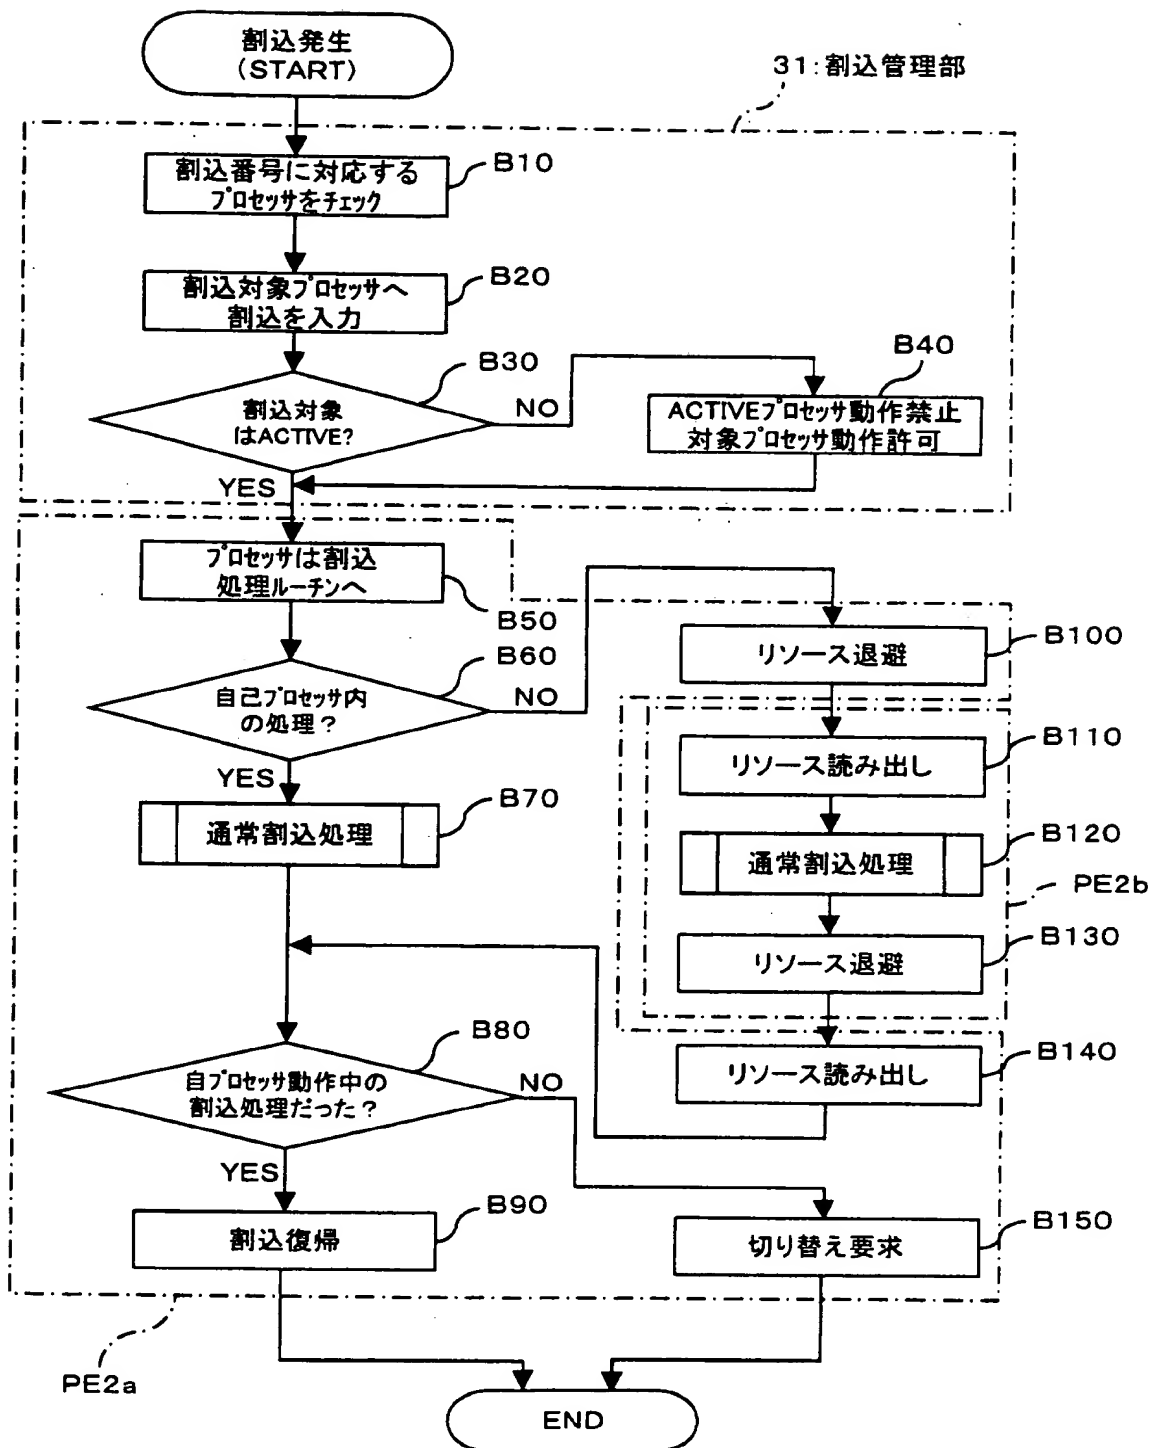 割込発生
(START)
31:割込管理部
割込番号に対応する
プロセッサをチェック
B10
割込対象プロセッサへ
割込を入力
B20
B30
割込対象
はACTIVE?
NO
B40
ACTIVEプロセッサ動作禁止
対象プロセッサ動作許可
YES
プロセッサは割込
処理ルーチンへ
B50
B60
自己プロセッサ内
の処理?
NO
リソース退避
B100
リソース読み出し
B110
YES
通常割込処理
B70
通常割込処理
B120
PE2b
リソース退避
B130
B80
自プロセッサ動作中の
割込処理だった?
NO
リソース読み出し
B140
YES
割込復帰
B90
切り替え要求
B150
PE2a
END